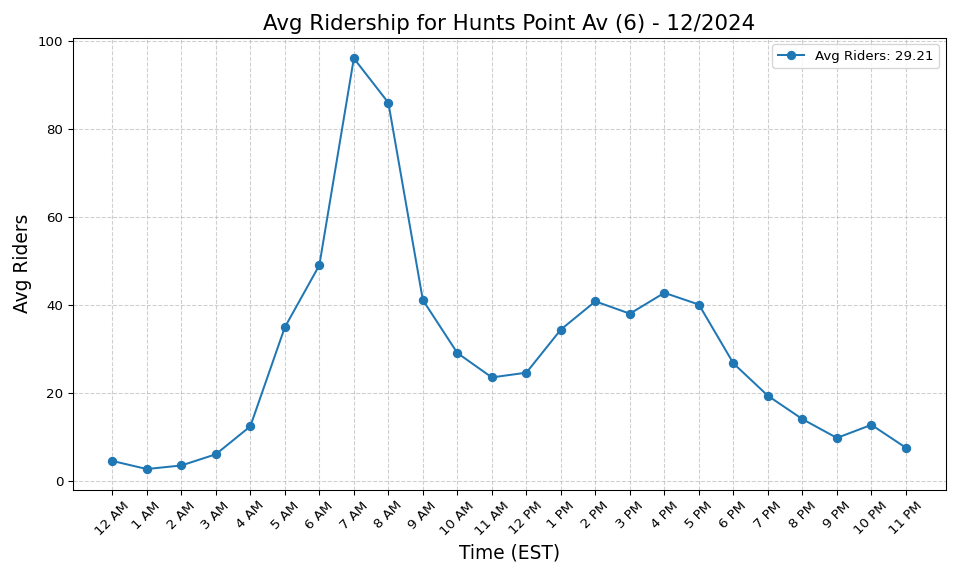 Avg Ridership for Hunts Point Av (6) - 12/2024
Avg Riders: 29.21
Avg Riders
100
80
60
40
20
0
12 AM
1 AM
2 AM
3 AM
4 AM
5 AM
6 AM
7 AM
8 AM
9 AM
10 AM
11 AM
12 PM
1 PM
2 PM
3 PM
4 PM
5 PM
6 PM
7 PM
8 PM
9 PM
10 PM
11 PM
Time (EST)